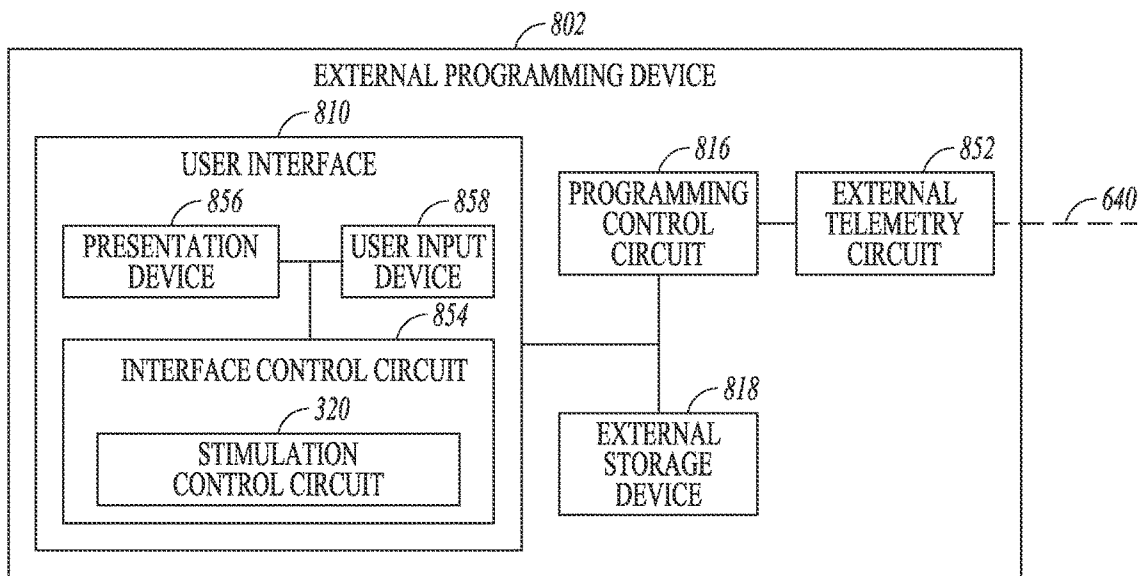 802
EXTERNAL PROGRAMMING DEVICE
810
USER INTERFACE
856
PRESENTATION
DEVICE
858
USER INPUT
DEVICE
854
INTERFACE CONTROL CIRCUIT
320
STIMULATION
CONTROL CIRCUIT
816
PROGRAMMING
CONTROL
CIRCUIT
852
EXTERNAL
TELEMETRY
CIRCUIT
640
818
EXTERNAL
STORAGE
DEVICE